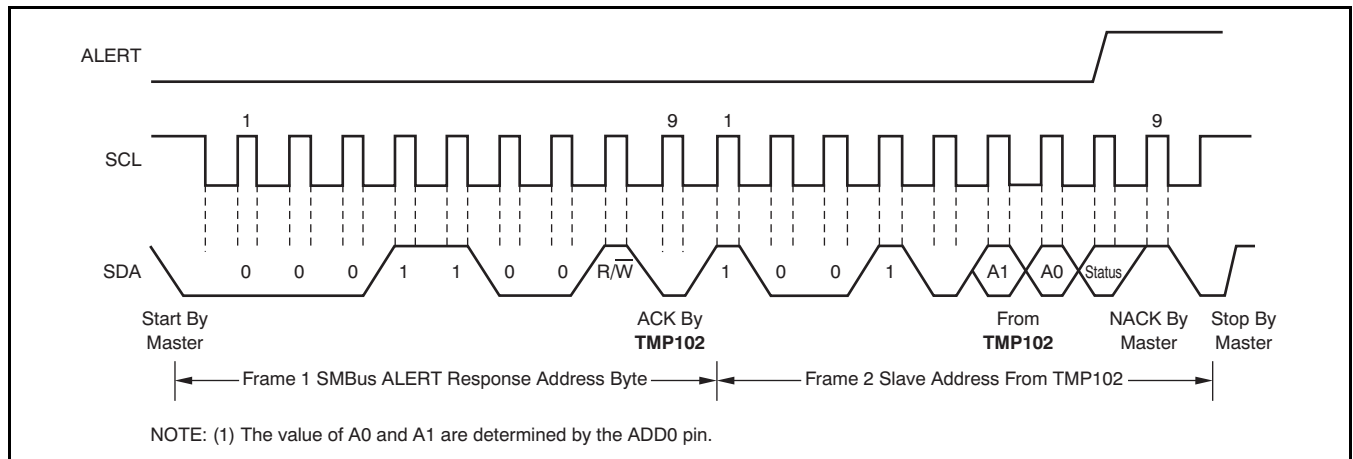 ALERT
1 9 1 9
SCL
SDA
0 0 0 1 1 0 0 R/W̅ 1 0 0 1 A1 A0 Status
Start By
Master
ACK By
TMP102
From
TMP102
NACK By
Master
Stop By
Master
Frame 1 SMBus ALERT Response Address Byte
Frame 2 Slave Address From TMP102
NOTE: (1) The value of A0 and A1 are determined by the ADD0 pin.